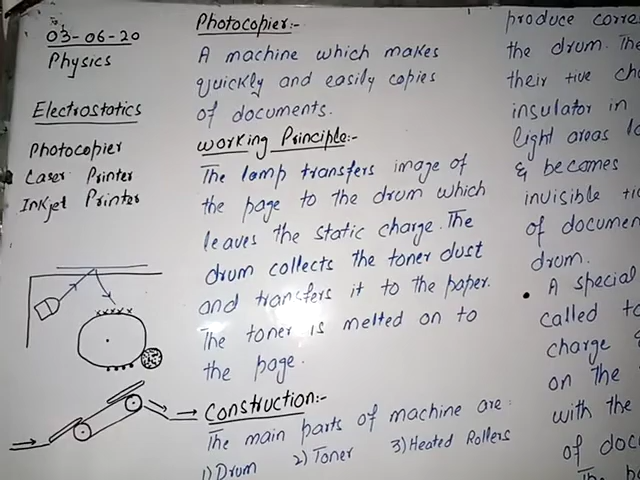 03-06-20
Physics
Electrostatics
Photocopier
Laser Printer
Inkjet Printer
Photocopier:-
A machine which makes
quickly and easily copies
of documents.
Working Principle:-
The lamp transfers image of
the page to the drum which
leaves the static charge. The
drum collects the toner dust
and transfers it to the paper.
The toner is melted on to
the page.
Construction:-
The main parts of machine are:
1) Drum 2) Toner 3) Heated Rollers
produce
the drum.
their tive
insulator in
light areas
& becomes
invisible
of
drum.
• A special
called
charge
on the
with the
of